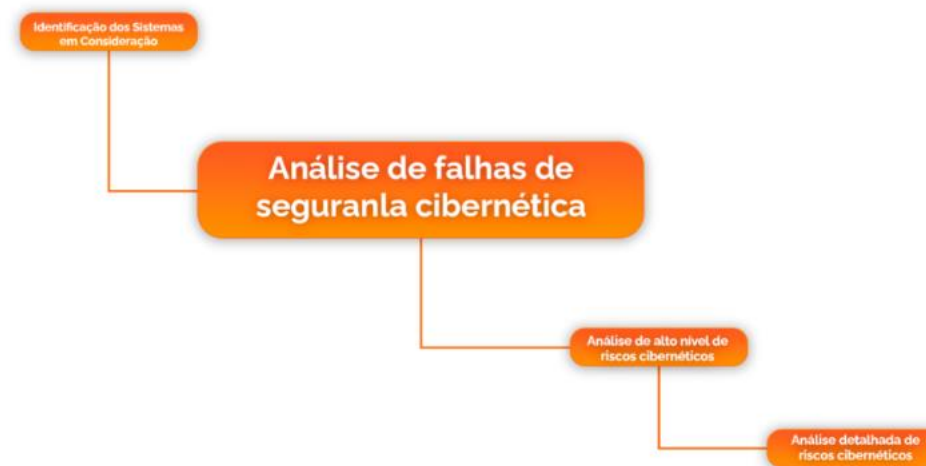 Identificação dos Sistemas
em Consideração
Análise de falhas de
seguranla cibernética
Análise de alto nível de
riscos cibernéticos
Análise detalhada de
riscos cibernéticos